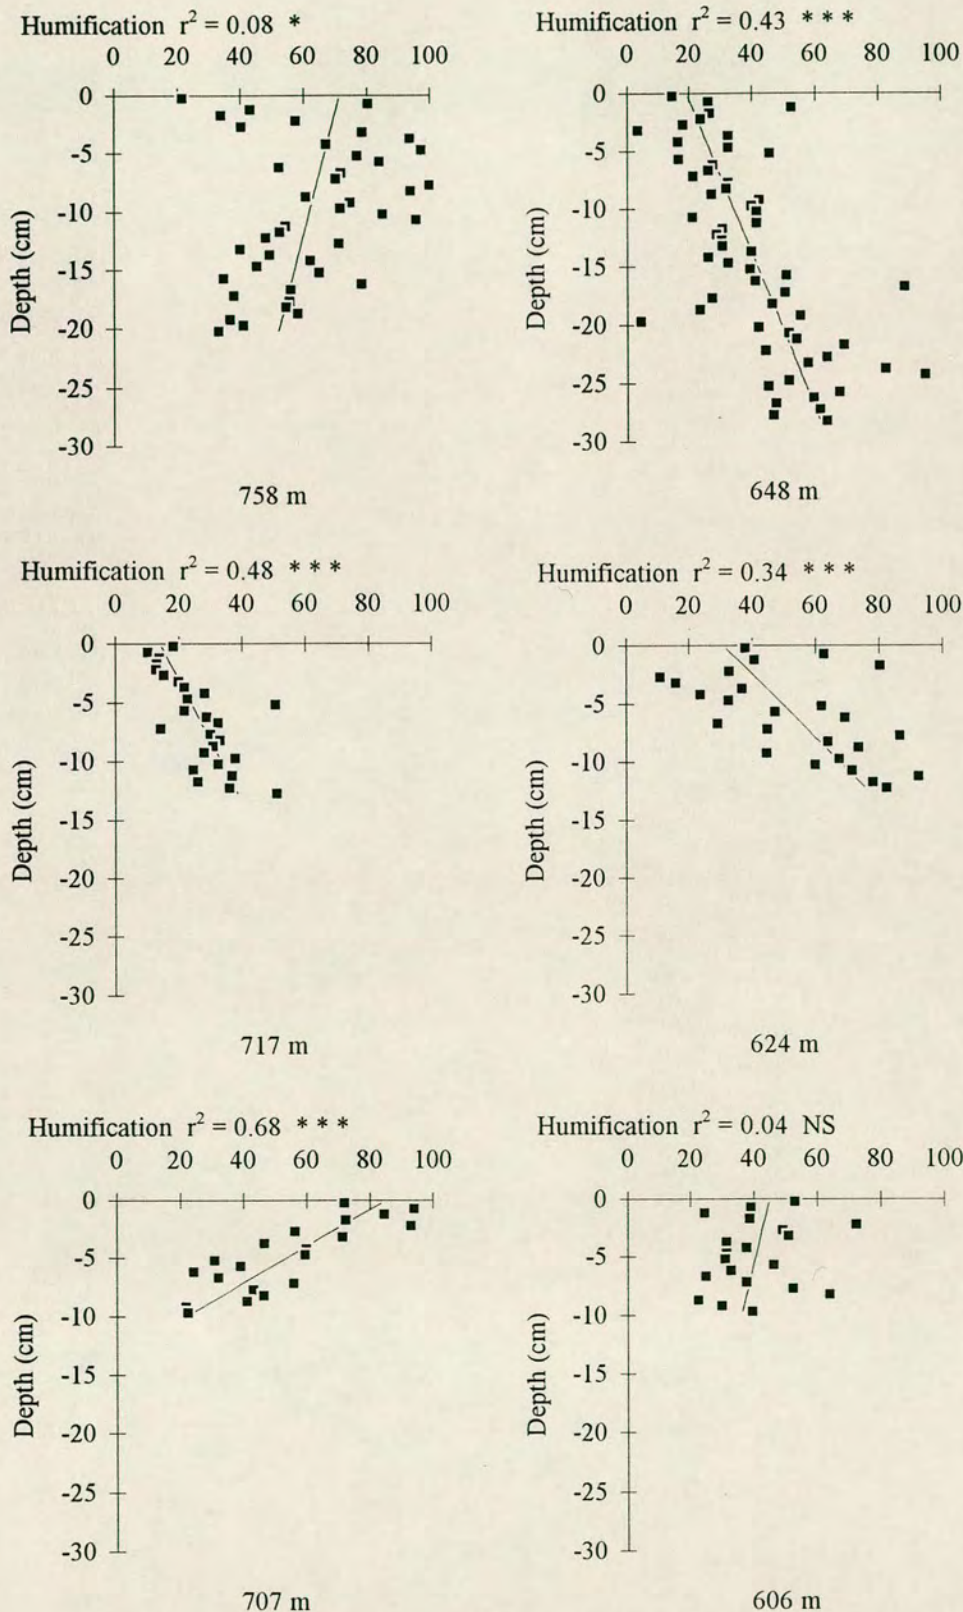 Humification r² = 0.08 *
0 20 40 60 80 100
0
-5
-10
-15
-20
-25
-30
Depth (cm)
758 m
Humification r² = 0.43 * * *
0 20 40 60 80 100
0
-5
-10
-15
-20
-25
-30
Depth (cm)
648 m
Humification r² = 0.48 * * *
0 20 40 60 80 100
0
-5
-10
-15
-20
-25
-30
Depth (cm)
717 m
Humification r² = 0.34 * * *
0 20 40 60 80 100
0
-5
-10
-15
-20
-25
-30
Depth (cm)
624 m
Humification r² = 0.68 * * *
0 20 40 60 80 100
0
-5
-10
-15
-20
-25
-30
Depth (cm)
707 m
Humification r² = 0.04 NS
0 20 40 60 80 100
0
-5
-10
-15
-20
-25
-30
Depth (cm)
606 m